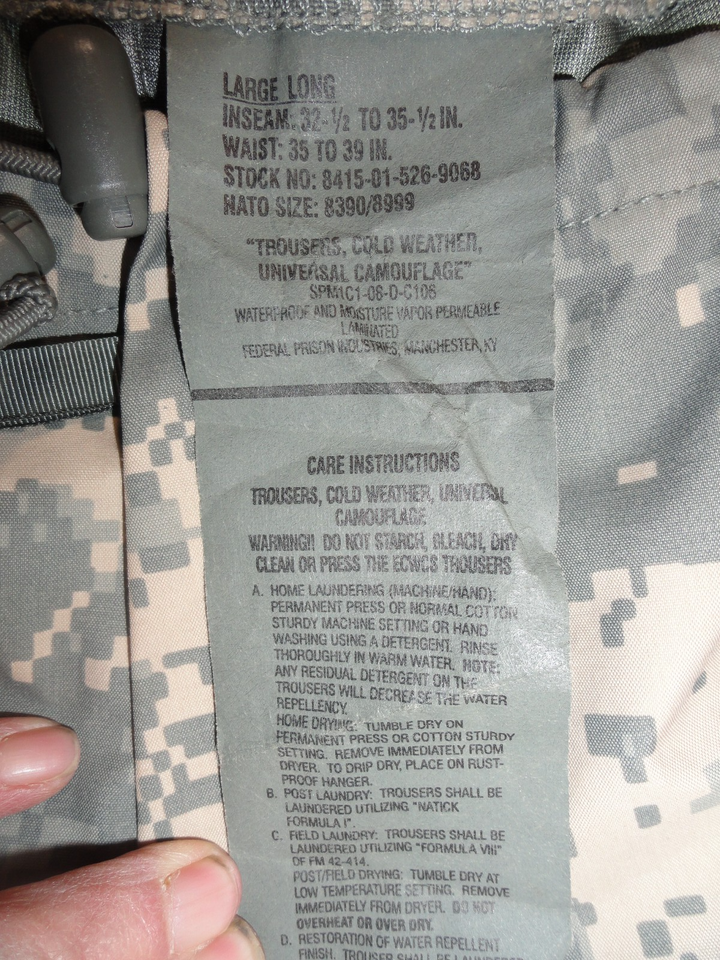 LARGE LONG
INSEAM: 32-1/2 TO 35-1/2 IN.
WAIST: 35 TO 39 IN.
STOCK NO: 8415-01-526-9068
NATO SIZE: 8390/8999
"TROUSERS, COLD WEATHER,
UNIVERSAL CAMOUFLAGE"
SPM1C1-08-D-C106
WATERPROOF AND MOISTURE VAPOR PERMEABLE
LAMINATED
FEDERAL PRISON INDUSTRIES, MANCHESTER, KY
CARE INSTRUCTIONS
TROUSERS, COLD WEATHER, UNIVERSAL
CAMOUFLAGE
WARNING!! DO NOT STARCH, BLEACH, DRY
CLEAN OR PRESS THE ECWCS TROUSERS
A. HOME LAUNDERING (MACHINE/HAND):
PERMANENT PRESS OR NORMAL COTTON
STURDY MACHINE SETTING OR HAND
WASHING USING A DETERGENT. RINSE
THOROUGHLY IN WARM WATER. NOTE:
ANY RESIDUAL DETERGENT ON THE
TROUSERS WILL DECREASE THE WATER
REPELLENCY.
HOME DRYING: TUMBLE DRY ON
PERMANENT PRESS OR COTTON STURDY
SETTING. REMOVE IMMEDIATELY FROM
DRYER. TO DRIP DRY, PLACE ON RUST-
PROOF HANGER.
B. POST LAUNDRY: TROUSERS SHALL BE
LAUNDERED UTILIZING "NATICK
FORMULA I".
C. FIELD LAUNDRY: TROUSERS SHALL BE
LAUNDERED UTILIZING "FORMULA VIII"
OF FM 42-414.
POST/FIELD DRYING: TUMBLE DRY AT
LOW TEMPERATURE SETTING. REMOVE
IMMEDIATELY FROM DRYER. DO NOT
OVERHEAT OR OVER DRY.
D. RESTORATION OF WATER REPELLENT
FINISH. TROUSER SHALL BE LAUNDERED